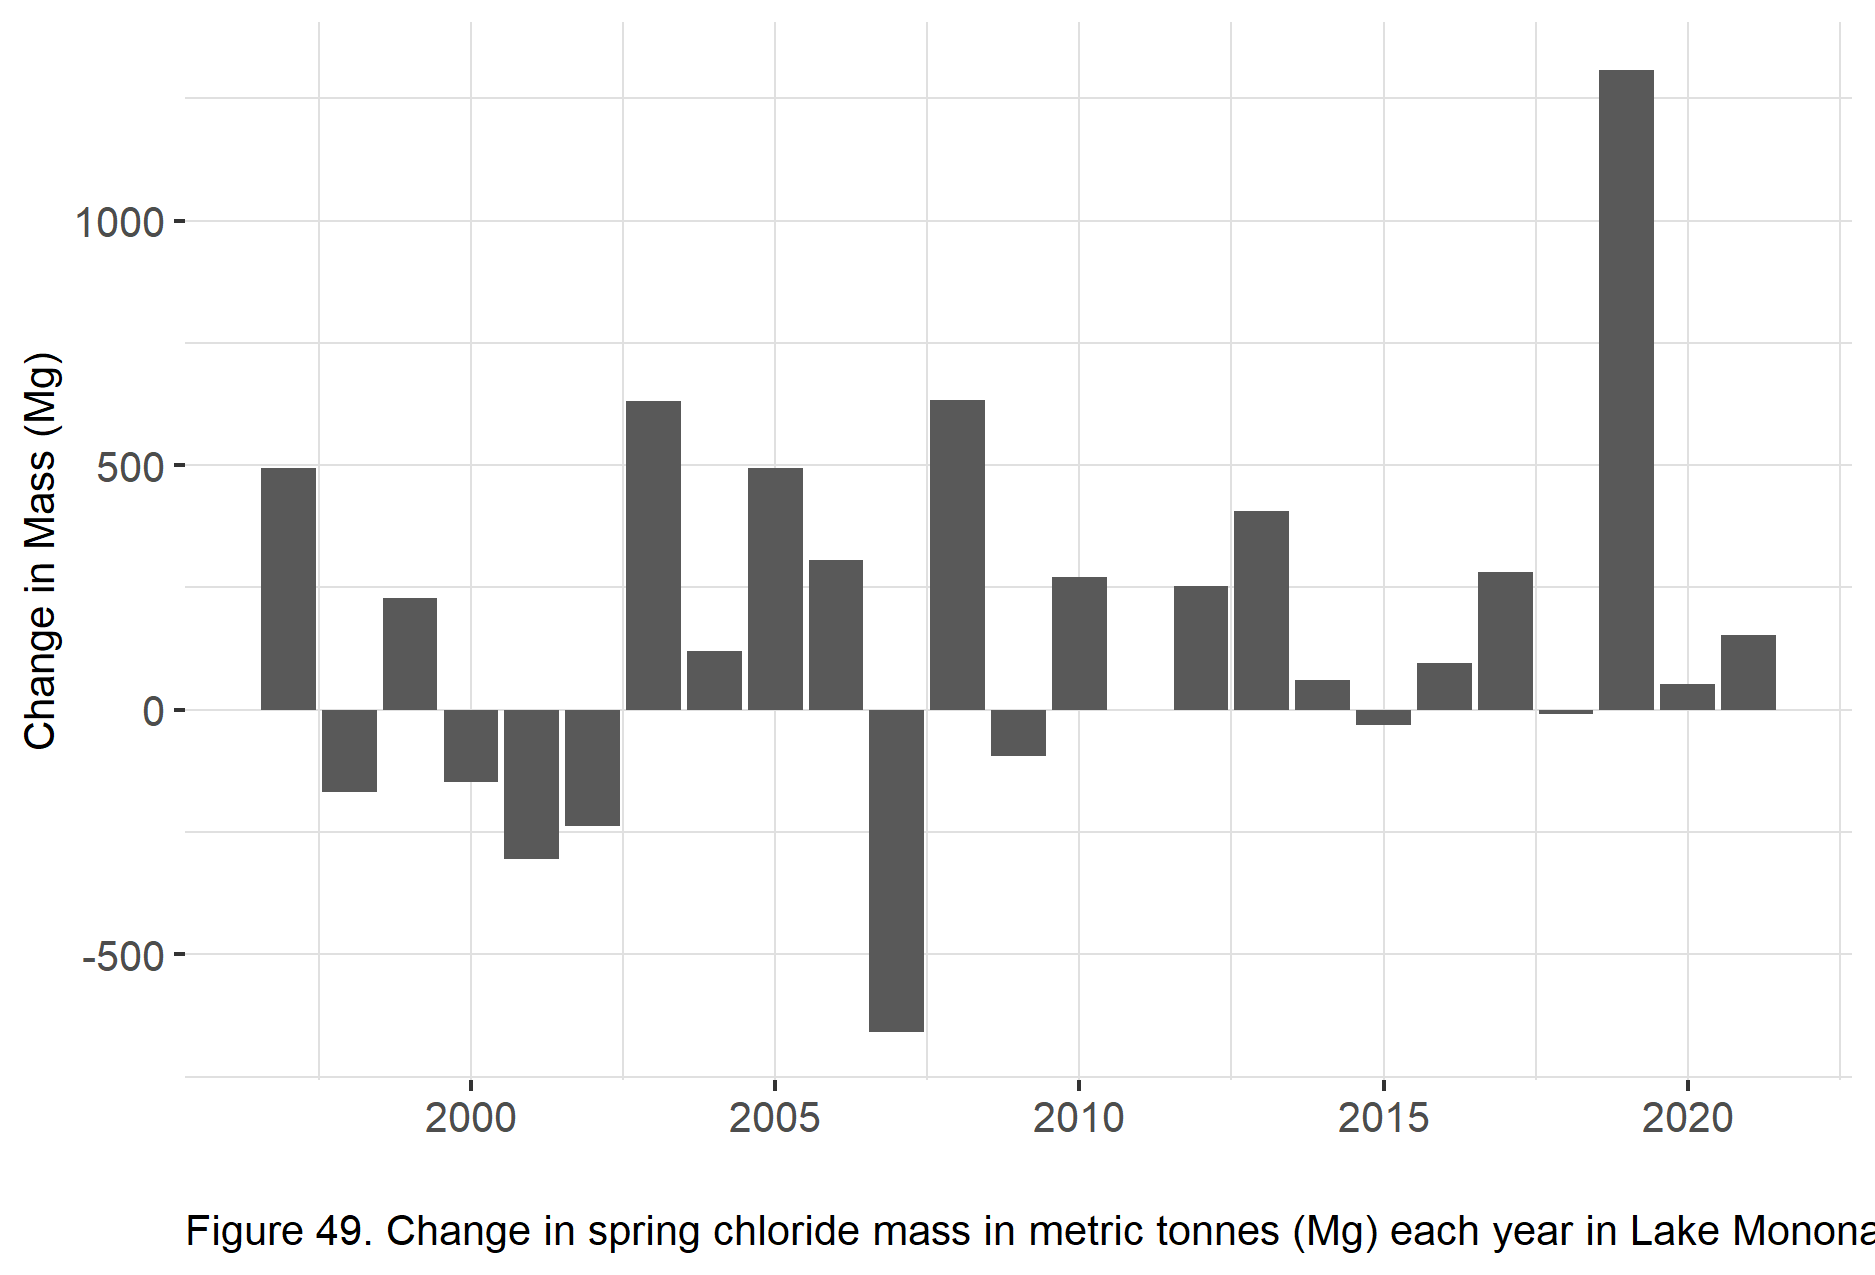 Change in Mass (Mg)
1000
500
0
-500
2000 2005 2010 2015 2020
Figure 49. Change in spring chloride mass in metric tonnes (Mg) each year in Lake Monona